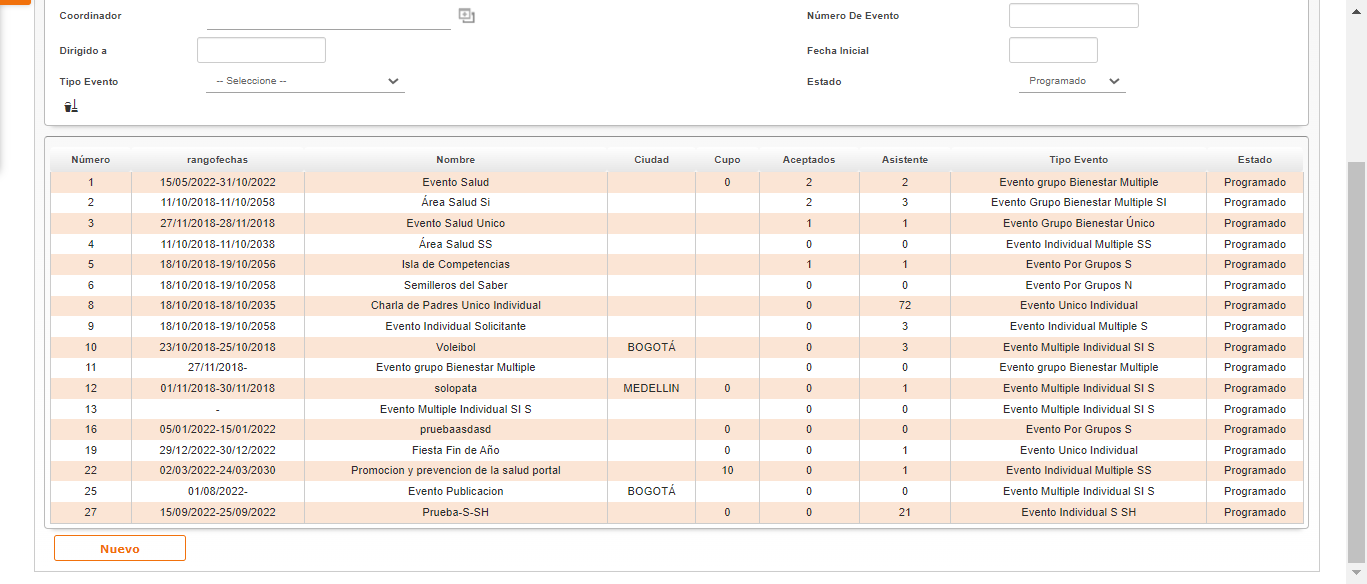 Coordinador Número De Evento
Dirigido a Fecha Inicial
Tipo Evento -- Seleccione -- Estado Programado
Número rangofechas Nombre Ciudad Cupo Aceptados Asistente Tipo Evento Estado
1 15/05/2022-31/10/2022 Evento Salud 0 2 2 Evento grupo Bienestar Multiple Programado
2 11/10/2018-11/10/2058 Área Salud Si 2 3 Evento Grupo Bienestar Multiple SI Programado
3 27/11/2018-28/11/2018 Evento Salud Unico 1 1 Evento Grupo Bienestar Único Programado
4 11/10/2018-11/10/2038 Área Salud SS 0 0 Evento Individual Multiple SS Programado
5 18/10/2018-19/10/2056 Isla de Competencias 1 1 Evento Por Grupos S Programado
6 18/10/2018-19/10/2058 Semilleros del Saber 0 0 Evento Por Grupos N Programado
8 18/10/2018-18/10/2035 Charla de Padres Unico Individual 0 72 Evento Unico Individual Programado
9 18/10/2018-19/10/2058 Evento Individual Solicitante 0 3 Evento Individual Multiple S Programado
10 23/10/2018-25/10/2018 Voleibol BOGOTÁ 0 3 Evento Multiple Individual SI S Programado
11 27/11/2018- Evento grupo Bienestar Multiple 0 0 Evento grupo Bienestar Multiple Programado
12 01/11/2018-30/11/2018 solopata MEDELLIN 0 0 1 Evento Multiple Individual SI S Programado
13 - Evento Multiple Individual SI S 0 0 Evento Multiple Individual SI S Programado
16 05/01/2022-15/01/2022 pruebaasdasd 0 0 0 Evento Por Grupos S Programado
19 29/12/2022-30/12/2022 Fiesta Fin de Año 0 0 1 Evento Unico Individual Programado
22 02/03/2022-24/03/2030 Promocion y prevencion de la salud portal 10 0 1 Evento Individual Multiple SS Programado
25 01/08/2022- Evento Publicacion BOGOTÁ 0 0 Evento Multiple Individual SI S Programado
27 15/09/2022-25/09/2022 Prueba-S-SH 0 0 21 Evento Individual S SH Programado
Nuevo